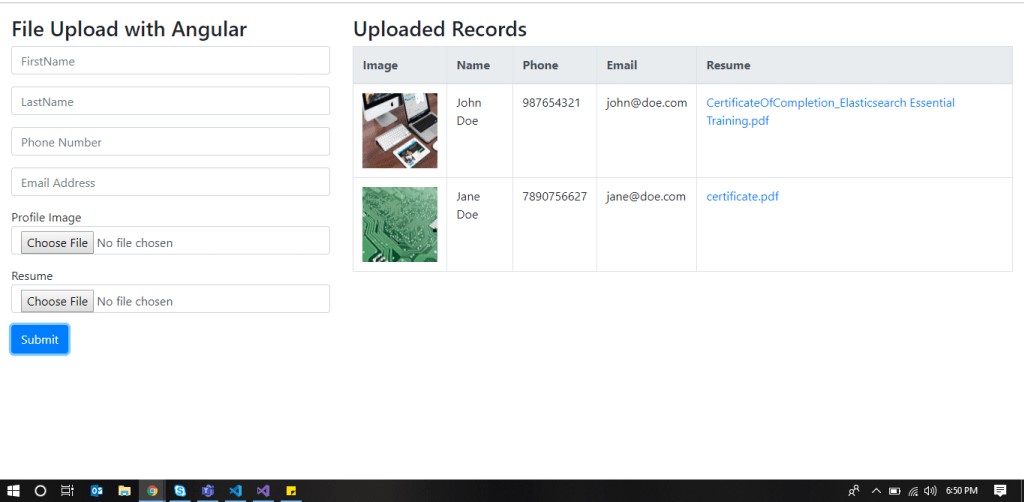 File Upload with Angular
FirstName
LastName
Phone Number
Email Address
Profile Image
Choose File No file chosen
Resume
Choose File No file chosen
Submit
Uploaded Records
Image Name Phone Email Resume
John 987654321 john@doe.com CertificateOfCompletion_Elasticsearch Essential
Doe Training.pdf
Jane 7890756627 jane@doe.com certificate.pdf
Doe
6:50 PM